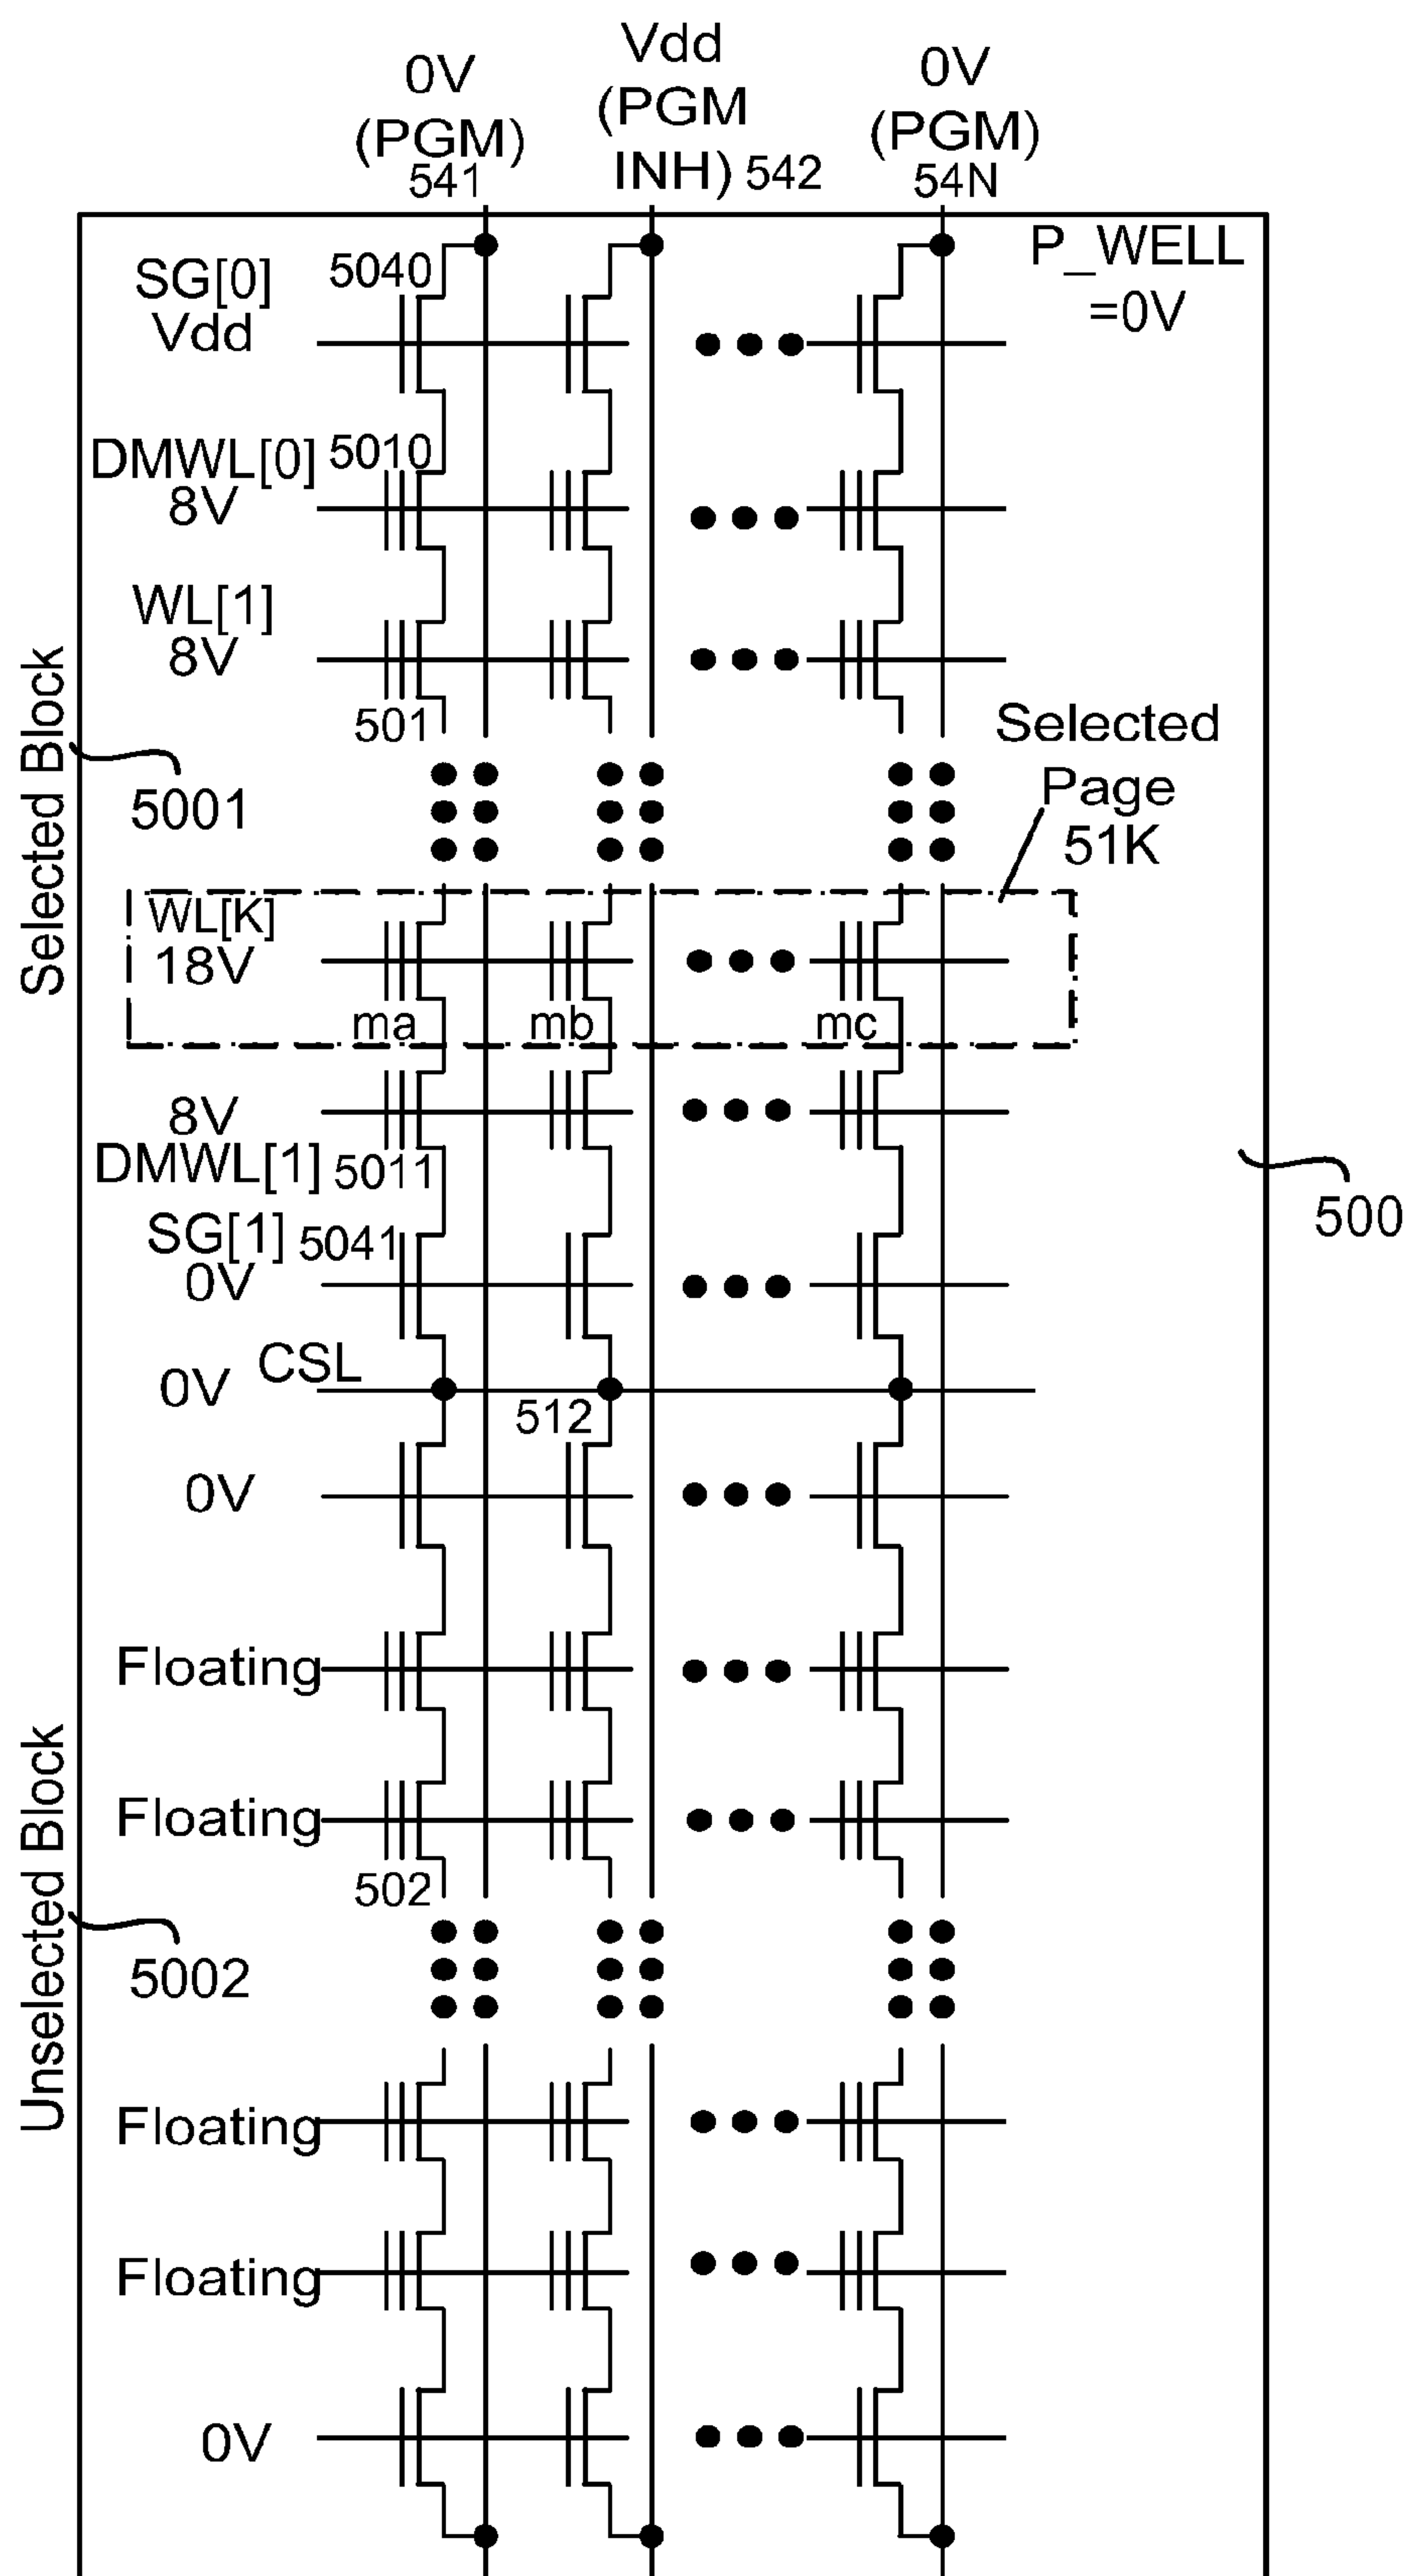 0V
(PGM)
541
Vdd
(PGM
INH) 542
0V
(PGM)
54N
P_WELL
=0V
SG[0]
Vdd
5040
DMWL[0]
8V
5010
WL[1]
8V
501
Selected Block
5001
Selected
Page
51K
WL[K]
18V
ma
mb
mc
8V
DMWL[1]
5011
500
SG[1]
0V
5041
CSL
0V
512
0V
Floating
Floating
502
Unselected Block
5002
Floating
Floating
0V